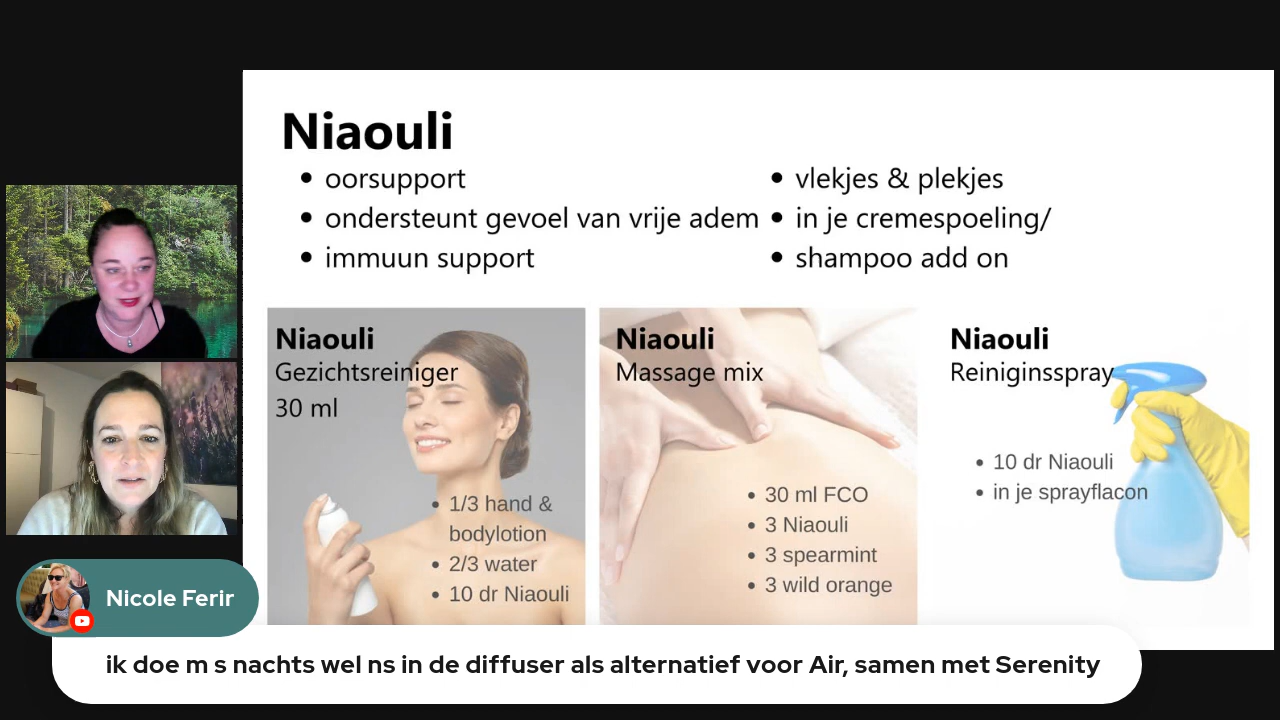 Niaouli
• oorsupport
• ondersteunt gevoel van vrije adem
• immuun support
• vlekjes & plekjes
• in je cremespoeling/
• shampoo add on
Niaouli
Gezichtsreiniger
30 ml
• 1/3 hand &
bodylotion
• 2/3 water
• 10 dr Niaouli
Niaouli
Massage mix
• 30 ml FCO
• 3 Niaouli
• 3 spearmint
• 3 wild orange
Niaouli
Reiniginsspray
• 10 dr Niaouli
• in je sprayflacon
Nicole Ferir
ik doe m s nachts wel ns in de diffuser als alternatief voor Air, samen met Serenity